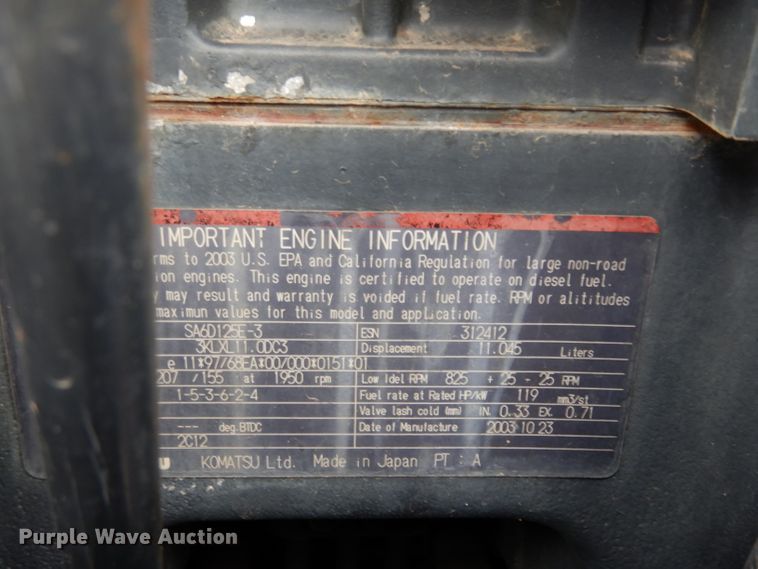 IMPORTANT ENGINE INFORMATION
rms to 2003 U.S. EPA and California Regulation for large non-road
ion engines. This engine is certified to operate on diesel fuel.
y may result and warranty is voided if fuel rate. RPM or alititudes
maximun values for this model and application.
SA6D125E-3 ESN 312412
3KLXL11.0DC3 Displacement 11.045 Liters
e 11*97/68EA*00/000*0151*01
207 /155 at 1950 rpm Low Idel RPM 825 + 25 - 25 RPM
1-5-3-6-2-4 Fuel rate at Rated HP/kW 119 mm3/st
Valve lash cold (mm) IN. 0.33 EX. 0.71
--- deg.BTDC Date of Manufacture 2003 10 23
2C12
U KOMATSU Ltd. Made in Japan PT : A
Purple Wave Auction